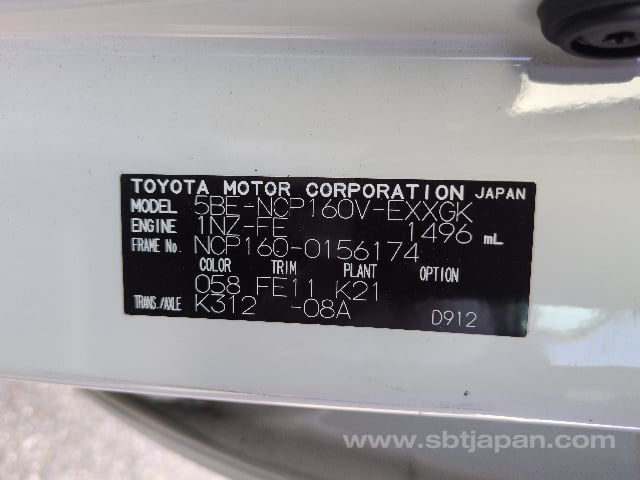 TOYOTA MOTOR CORPORATION JAPAN
MODEL 5BE-NCP160V-EXXGK
ENGINE 1NZ-FE 1496 mL
FRAME No. NCP160-0156174
COLOR TRIM PLANT OPTION
058 FE11 K21
TRANS./AXLE K312 -08A D912
www.sbtjapan.com